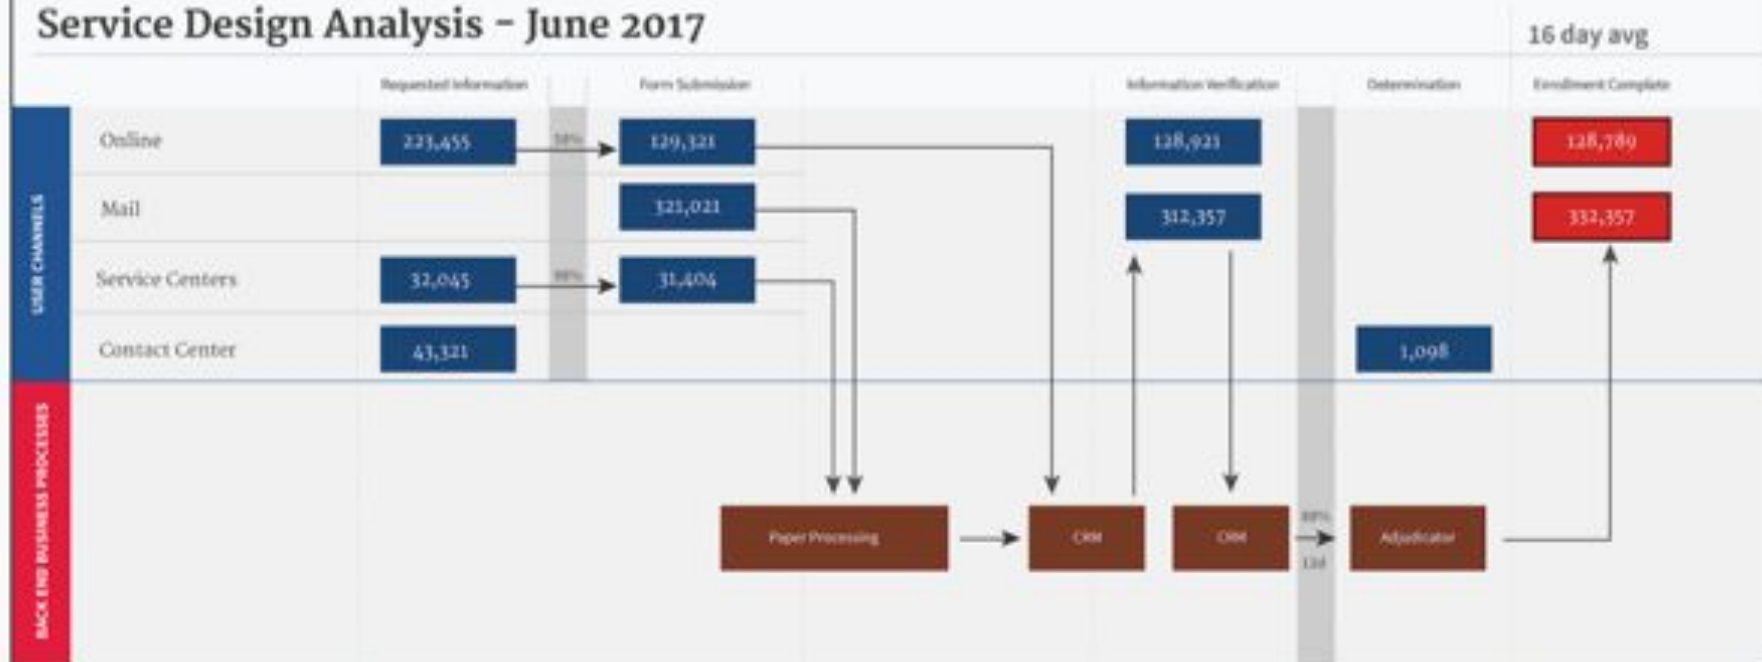 Service Design Analysis - June 2017
16 day avg
Requested Information
Form Submission
Information Verification
Determination
Enrollment Complete
USER CHANNELS
Online
223,455
129,321
128,921
128,789
Mail
321,021
312,357
332,357
Service Centers
32,045
31,404
Contact Center
43,321
1,098
BACK END BUSINESS PROCESSES
Paper Processing
CRM
CRM
Adjudicator
12d